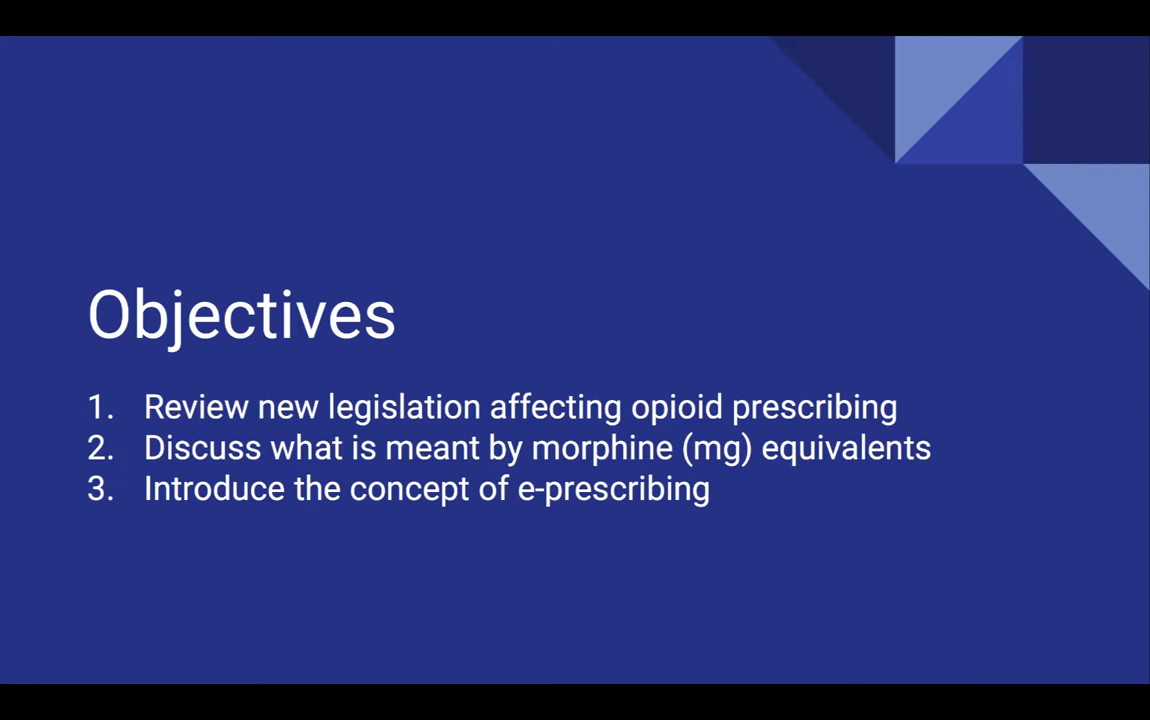 Objectives
1. Review new legislation affecting opioid prescribing
2. Discuss what is meant by morphine (mg) equivalents
3. Introduce the concept of e-prescribing